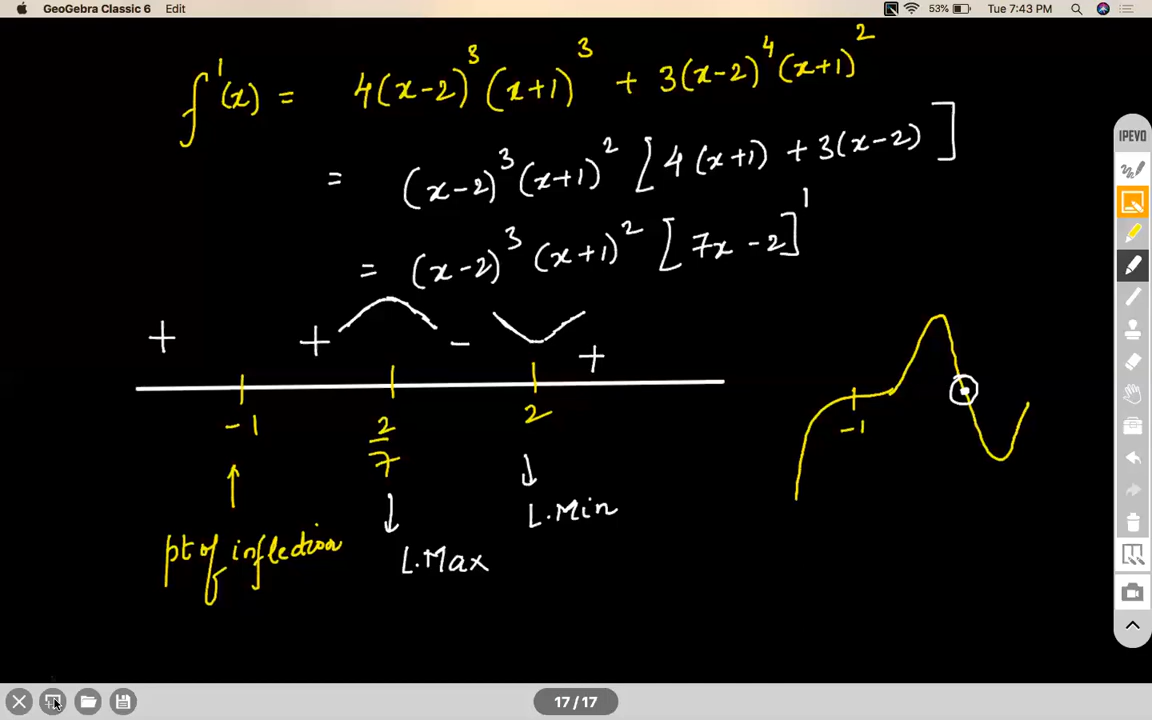 GeoGebra Classic 6 Edit 53% Tue 7:43 PM
f'(x) = 4(x-2)³(x+1)³ + 3(x-2)⁴(x+1)²
= (x-2)³(x+1)² [4(x+1) + 3(x-2)]
= (x-2)³(x+1)² [7x-2]¹
+ + - +
-1 2/7 2
-1
pt of inflection
L.Max
L.Min
IPEVO
17/17